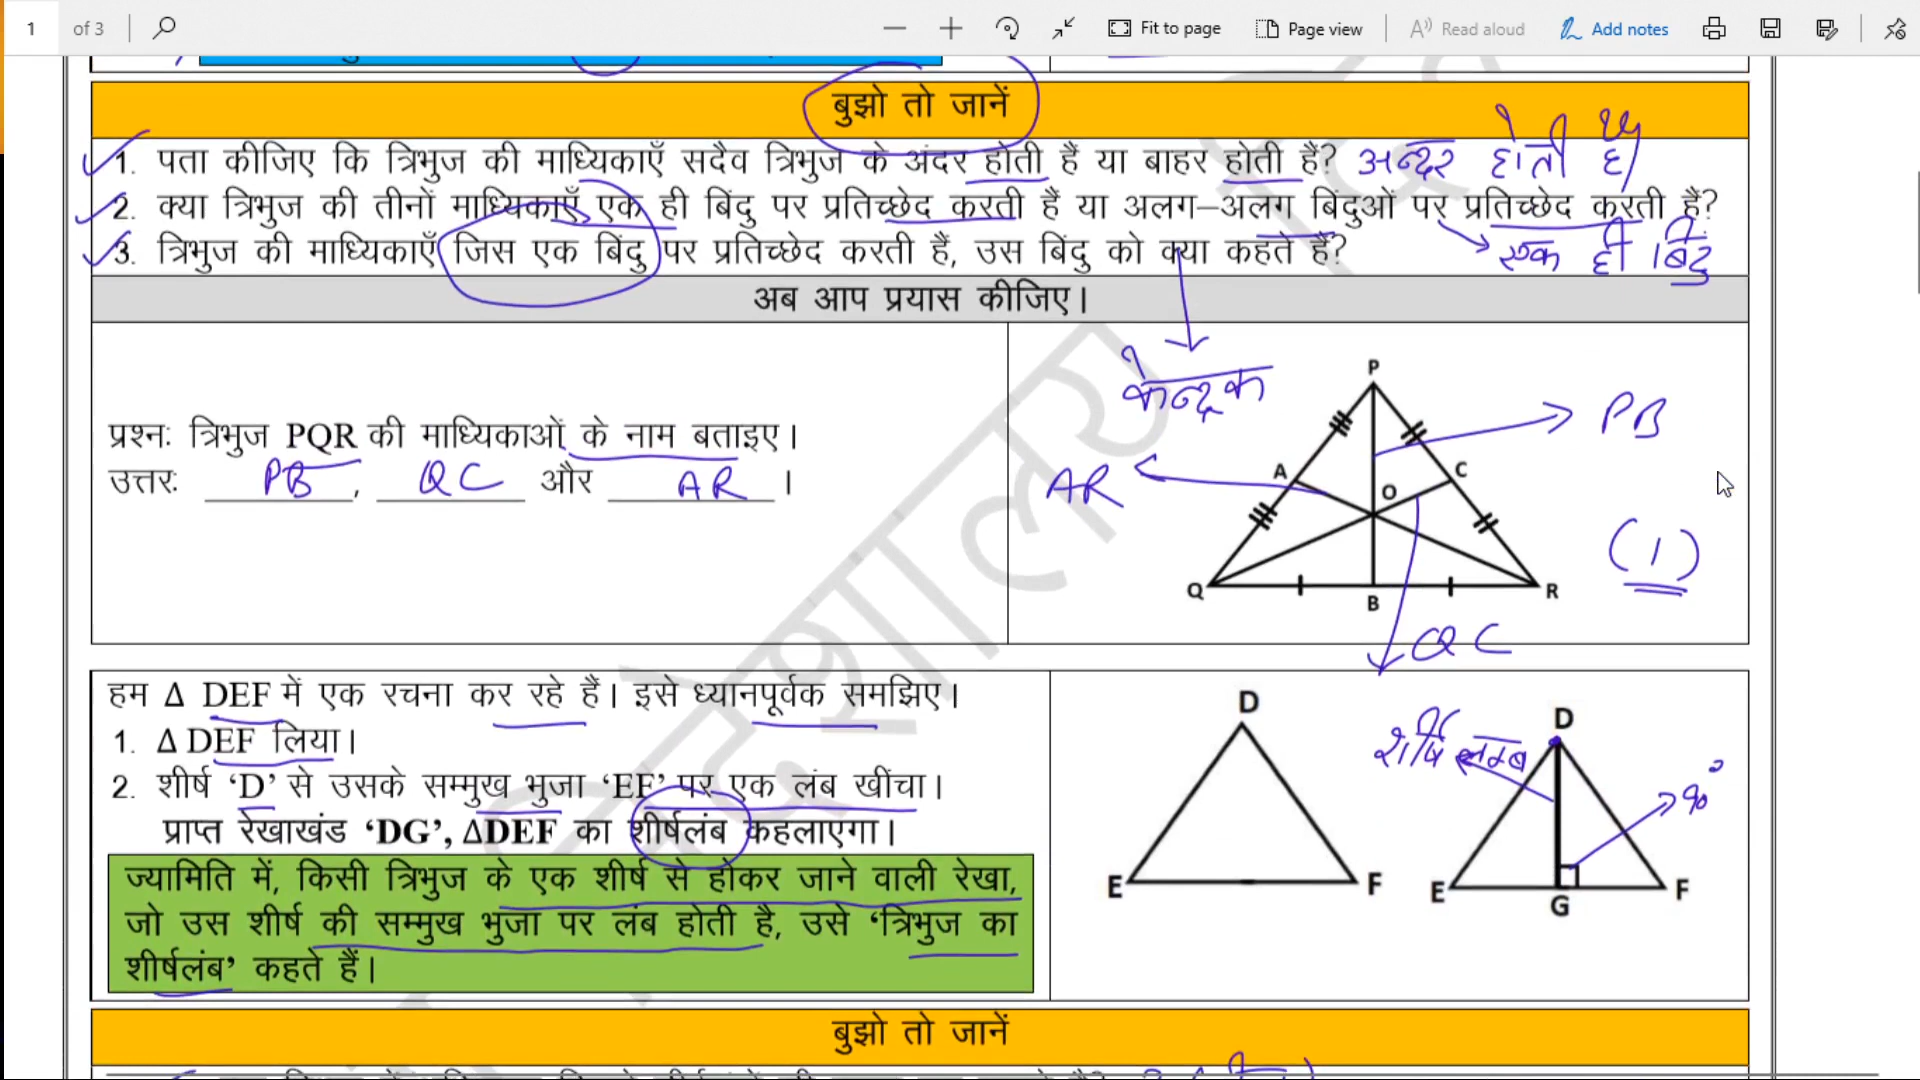 1 of 3 Fit to page Page view Read aloud Add notes
बुझो तो जानें
1. पता कीजिए कि त्रिभुज की माध्यिकाएँ सदैव त्रिभुज के अंदर होती हैं या बाहर होती हैं? अन्दर होती है
2. क्या त्रिभुज की तीनों माध्यिकाएँ एक ही बिंदु पर प्रतिच्छेद करती हैं या अलग–अलग बिंदुओं पर प्रतिच्छेद करती हैं?
3. त्रिभुज की माध्यिकाएँ जिस एक बिंदु पर प्रतिच्छेद करती हैं, उस बिंदु को क्या कहते हैं? एक ही बिंदु
अब आप प्रयास कीजिए।
केन्द्रक
P
PB
प्रश्नः त्रिभुज PQR की माध्यिकाओं के नाम बताइए।
उत्तरः PB, QC और AR ।
AR
A
C
O
(1)
Q
B
R
QC
हम Δ DEF में एक रचना कर रहे हैं। इसे ध्यानपूर्वक समझिए।
1. Δ DEF लिया।
2. शीर्ष ‘D’ से उसके सम्मुख भुजा ‘EF’ पर एक लंब खींचा।
प्राप्त रेखाखंड ‘DG’, ΔDEF का शीर्षलंब कहलाएगा।
ज्यामिति में, किसी त्रिभुज के एक शीर्ष से होकर जाने वाली रेखा,
जो उस शीर्ष की सम्मुख भुजा पर लंब होती है, उसे ‘त्रिभुज का
शीर्षलंब’ कहते हैं।
D
E F
D
शीर्ष लम्ब
90°
E G F
बुझो तो जानें
निदेशालय